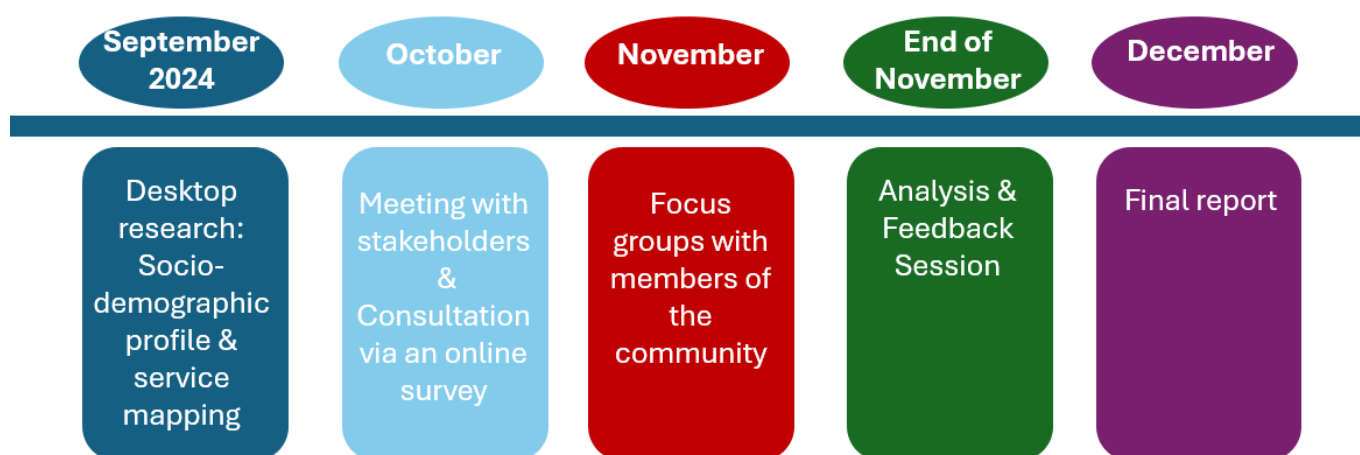 September
2024
October
November
End of
November
December
Desktop
research:
Socio-
demographic
profile &
service
mapping
Meeting with
stakeholders
&
Consultation
via an online
survey
Focus
groups with
members of
the
community
Analysis &
Feedback
Session
Final report